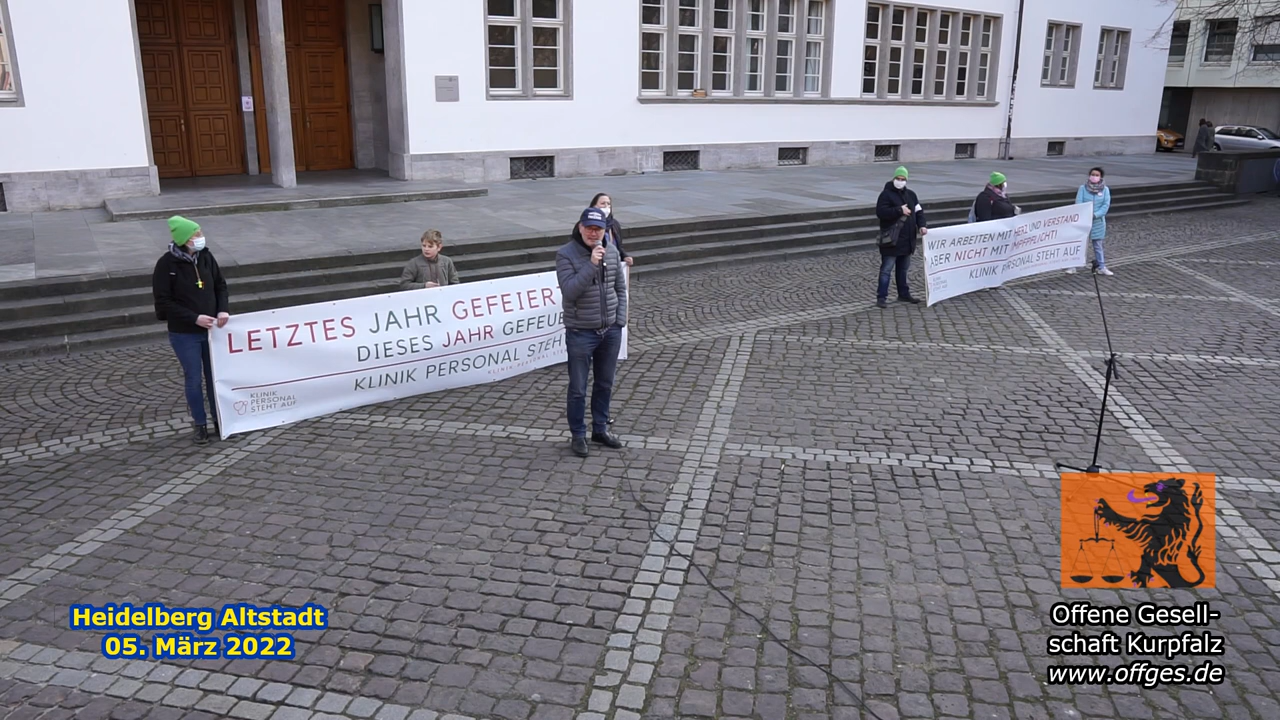 LETZTES JAHR GEFEIERT
DIESES JAHR GEFEUE
KLINIK PERSONAL STEH
KLINIK
PERSONAL
STEHT AUF
WIR ARBEITEN MIT HERZ UND VERSTAND
ABER NICHT MIT IMPFPFLICHT!
KLINIK PERSONAL STEHT AUF
Heidelberg Altstadt
05. März 2022
Offene Gesell-
schaft Kurpfalz
www.offges.de